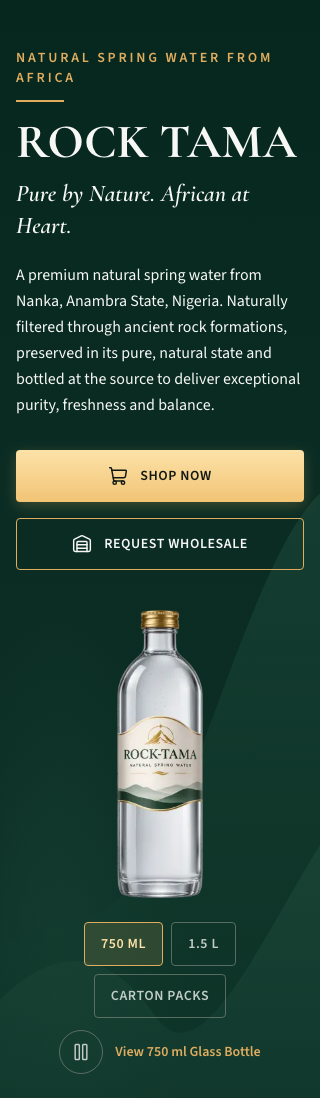 NATURAL SPRING WATER FROM
AFRICA
ROCK TAMA
Pure by Nature. African at
Heart.
A premium natural spring water from
Nanka, Anambra State, Nigeria. Naturally
filtered through ancient rock formations,
preserved in its pure, natural state and
bottled at the source to deliver exceptional
purity, freshness and balance.
SHOP NOW
REQUEST WHOLESALE
ROCK-TAMA
NATURAL SPRING WATER
750 ML
1.5 L
CARTON PACKS
View 750 ml Glass Bottle